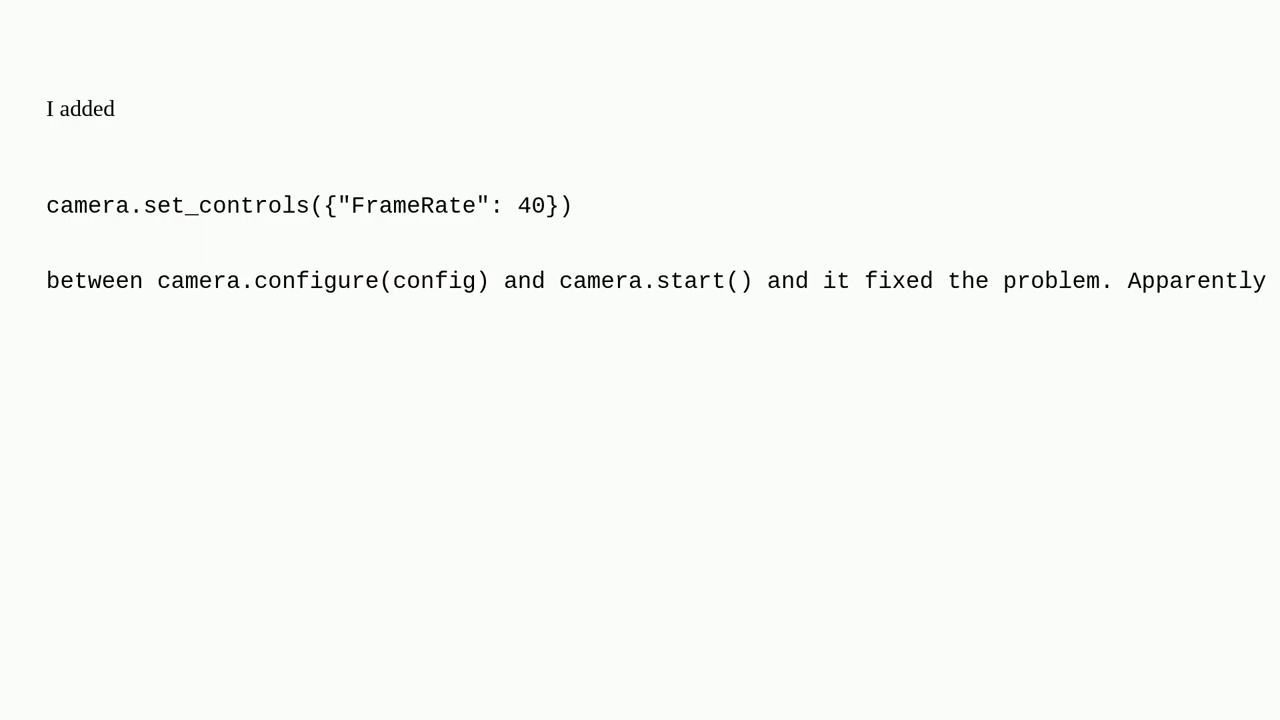 I added
camera.set_controls({"FrameRate": 40})
between camera.configure(config) and camera.start() and it fixed the problem. Apparently